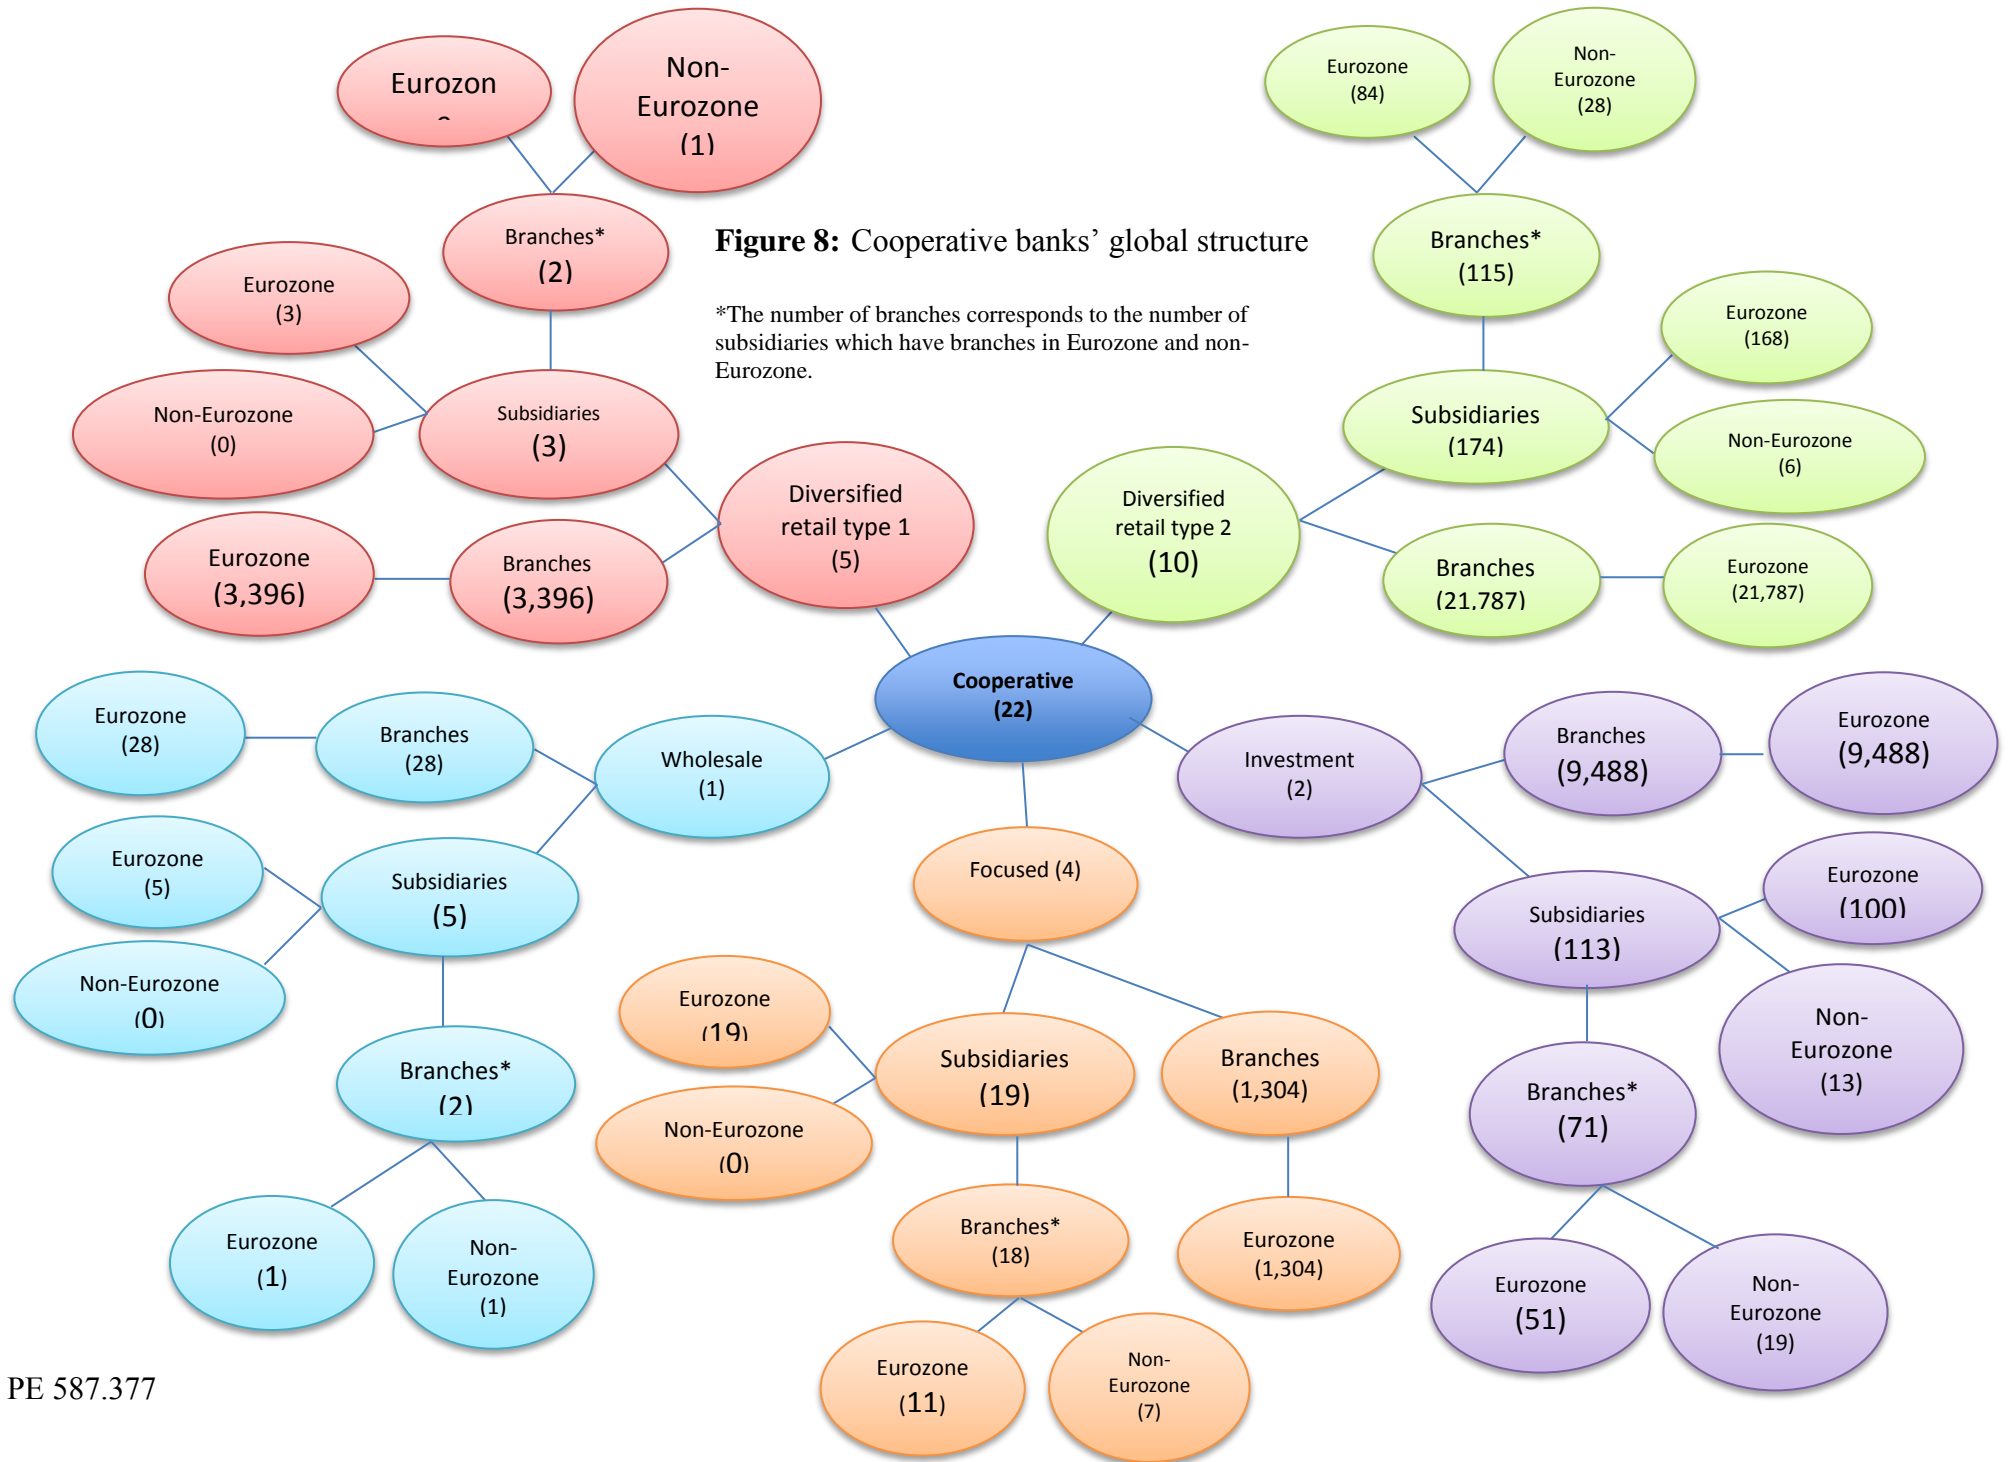 Eurozon
Non-
Eurozone
(1)
Branches*
(2)
Eurozone
(3)
Non-Eurozone
(0)
Subsidiaries
(3)
Eurozone
(3,396)
Branches
(3,396)
Diversified
retail type 1
(5)
Figure 8: Cooperative banks’ global structure
*The number of branches corresponds to the number of
subsidiaries which have branches in Eurozone and non-
Eurozone.
Eurozone
(84)
Non-
Eurozone
(28)
Branches*
(115)
Eurozone
(168)
Subsidiaries
(174)
Non-Eurozone
(6)
Diversified
retail type 2
(10)
Branches
(21,787)
Eurozone
(21,787)
Cooperative
(22)
Eurozone
(28)
Branches
(28)
Wholesale
(1)
Eurozone
(5)
Subsidiaries
(5)
Non-Eurozone
(0)
Branches*
(2)
Eurozone
(1)
Non-
Eurozone
(1)
Focused (4)
Eurozone
(19)
Subsidiaries
(19)
Branches
(1,304)
Non-Eurozone
(0)
Branches*
(18)
Eurozone
(1,304)
Eurozone
(11)
Non-
Eurozone
(7)
Investment
(2)
Branches
(9,488)
Eurozone
(9,488)
Eurozone
(100)
Subsidiaries
(113)
Non-
Eurozone
(13)
Branches*
(71)
Eurozone
(51)
Non-
Eurozone
(19)
PE 587.377